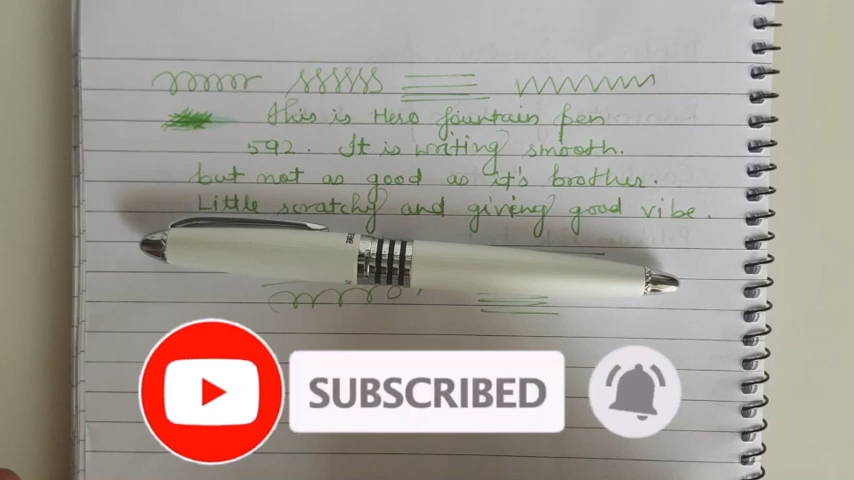 This is Hero fountain pen
592. It is writing smooth.
but not as good as it's brother.
Little scratchy and giving good vibe.
SUBSCRIBED